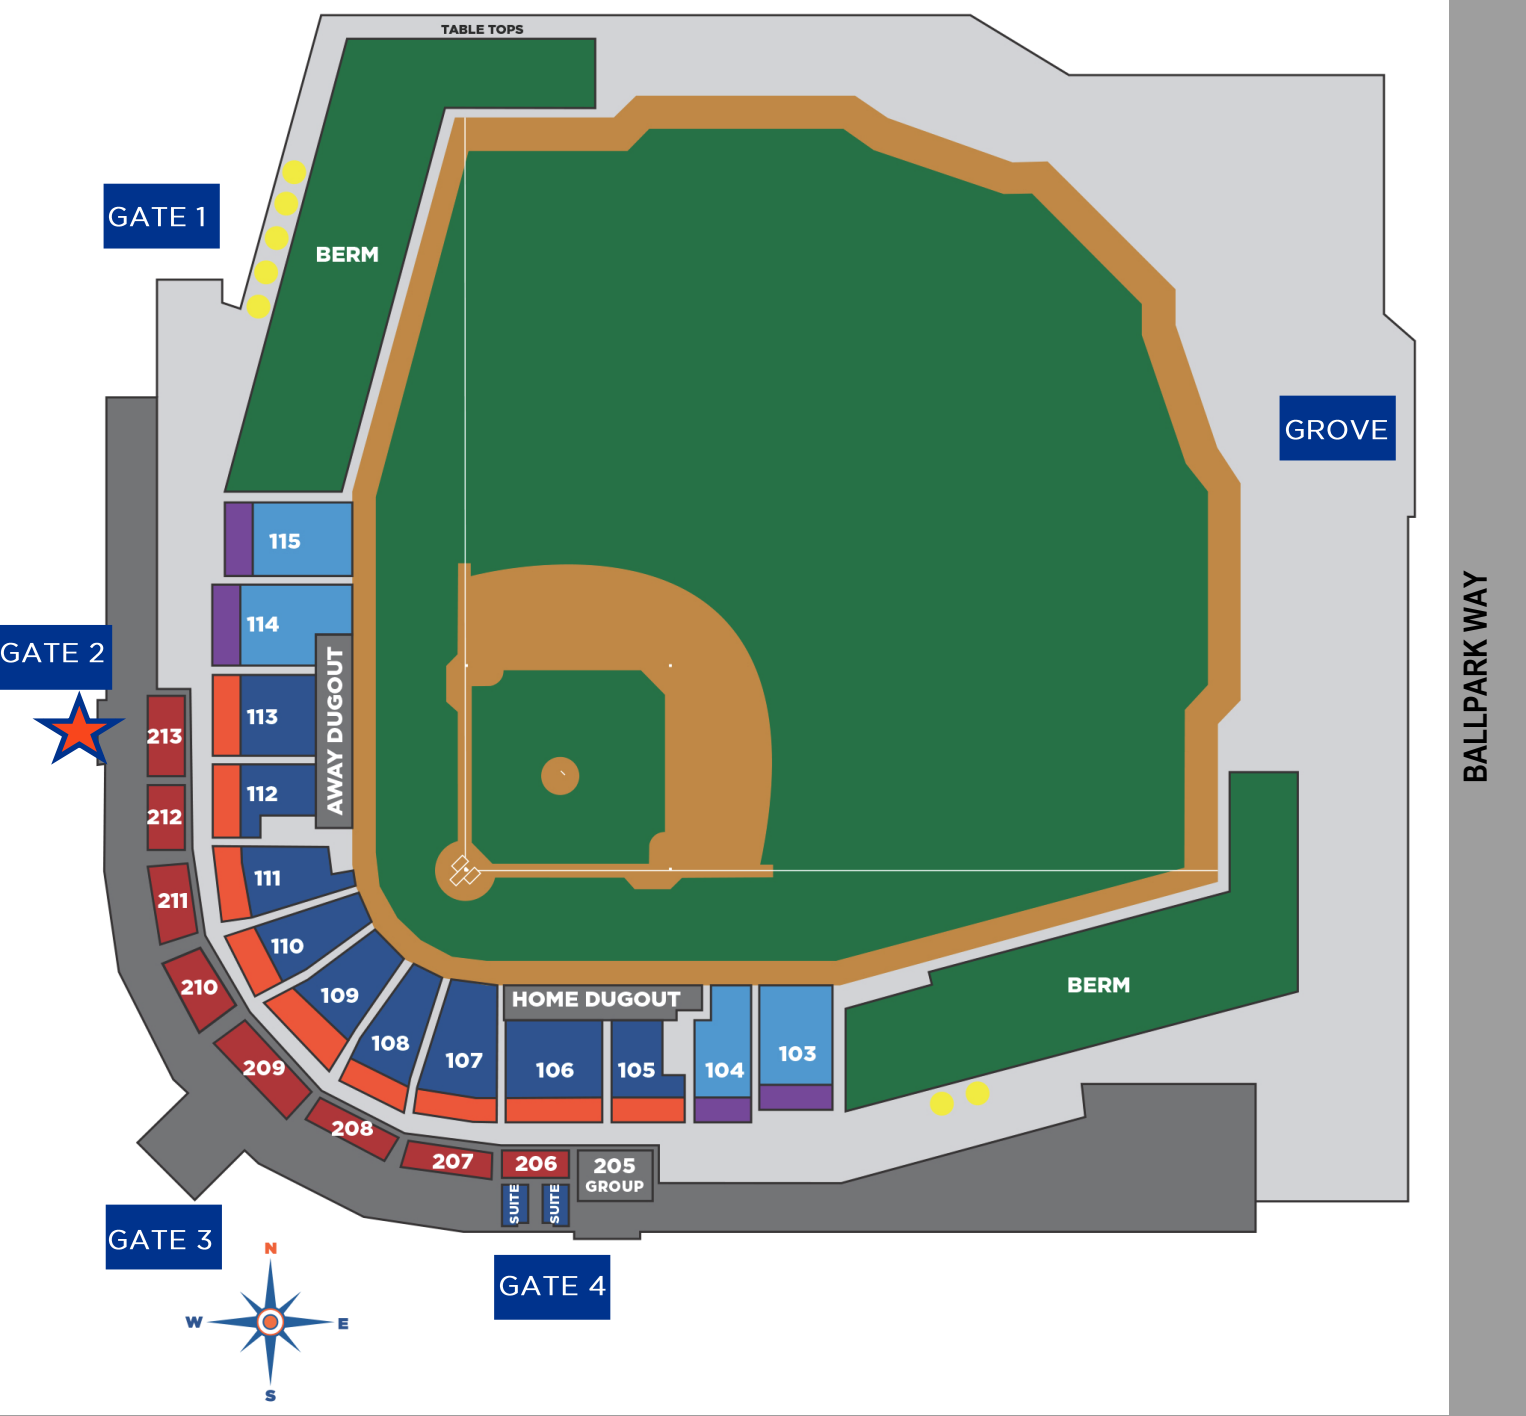 TABLE TOPS
GATE 1
BERM
GROVE
115
114
GATE 2
AWAY DUGOUT
BALLPARK WAY
113
213
112
212
111
211
110
210
109
HOME DUGOUT
BERM
108
107
106
105
104
103
209
208
207
206
205
GROUP
SUITE
SUITE
GATE 3
GATE 4
N
W
E
S